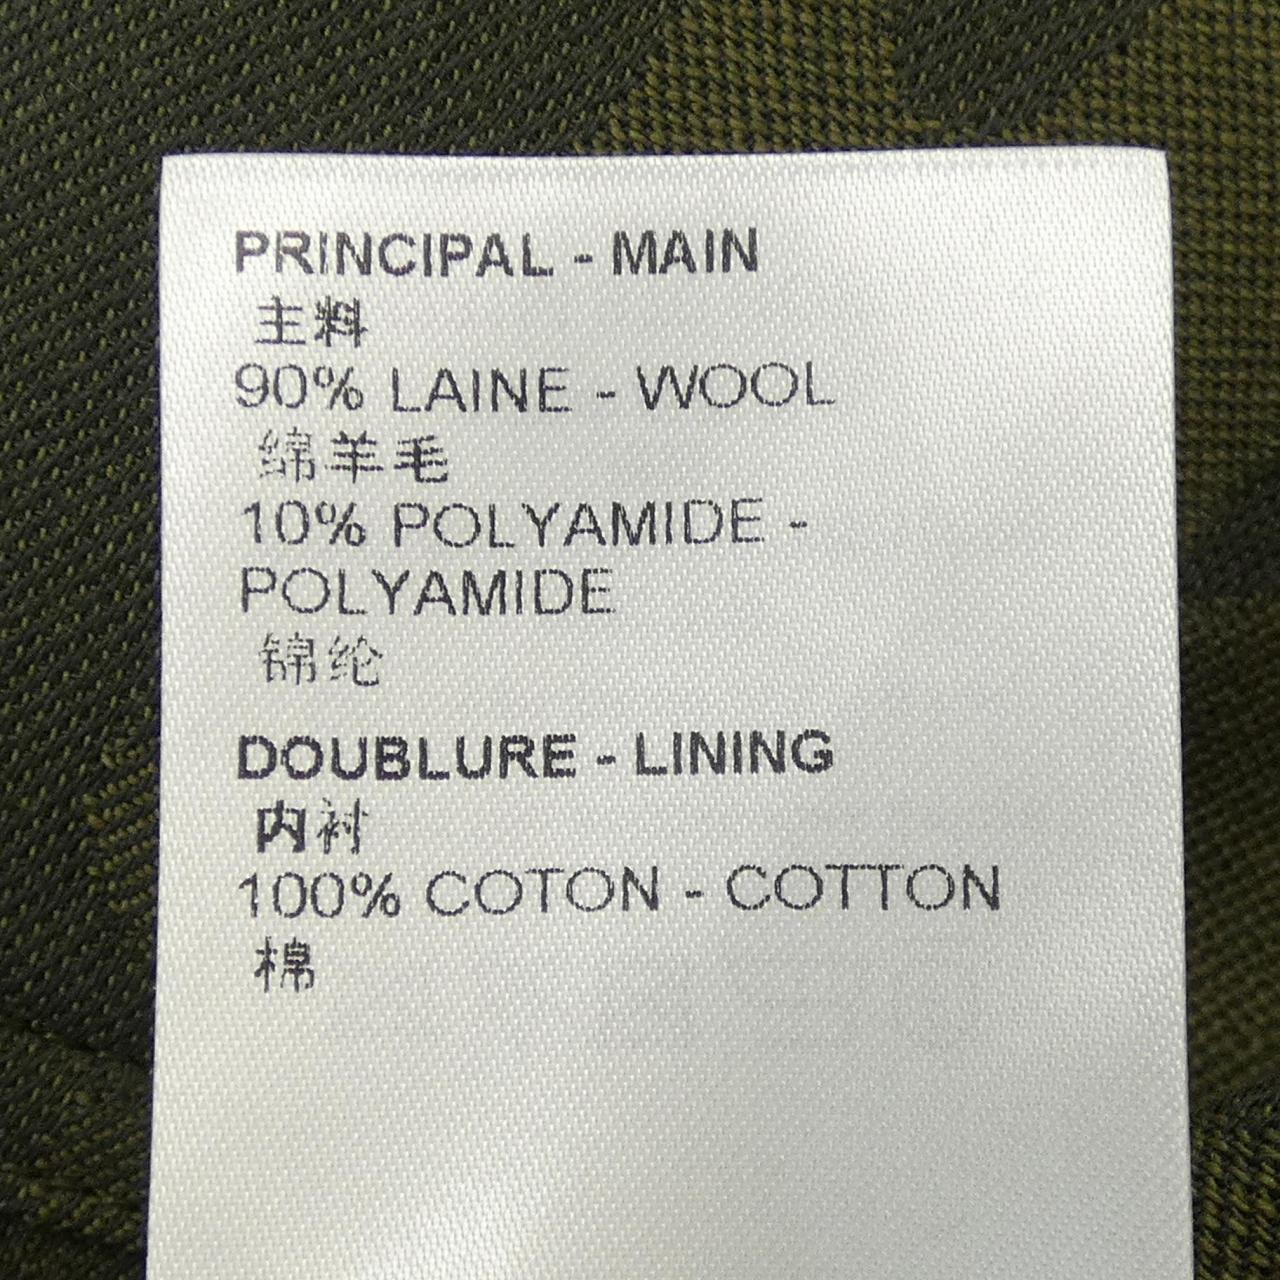 PRINCIPAL - MAIN
主料
90% LAINE - WOOL
绵羊毛
10% POLYAMIDE -
POLYAMIDE
锦纶
DOUBLURE - LINING
内衬
100% COTON - COTTON
棉